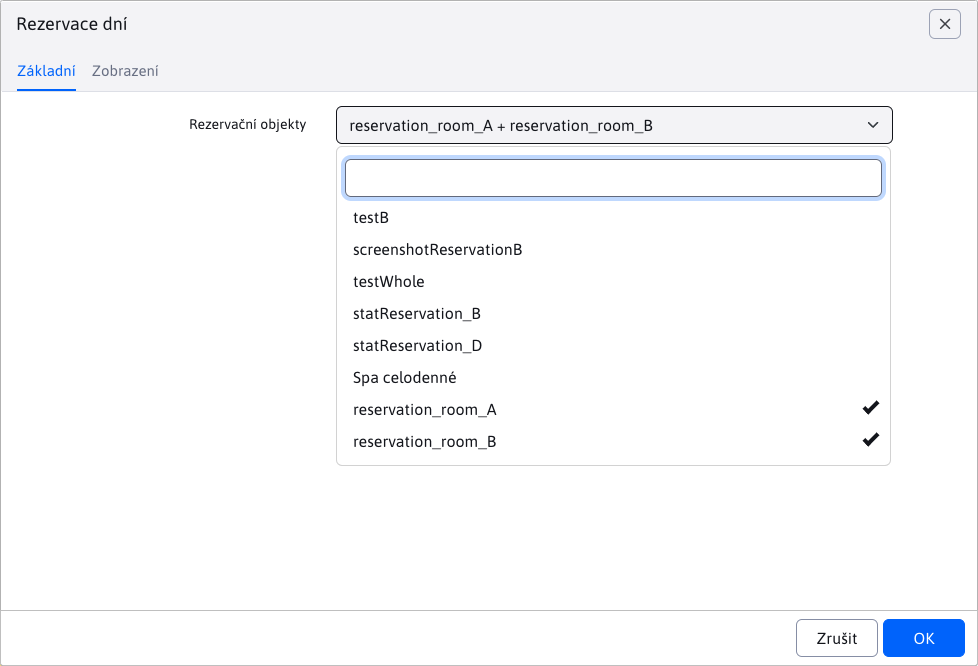 Rezervace dní
Základní Zobrazení
Rezervační objekty reservation_room_A + reservation_room_B
testB
screenshotReservationB
testWhole
statReservation_B
statReservation_D
Spa celodenné
reservation_room_A
reservation_room_B
Zrušit OK